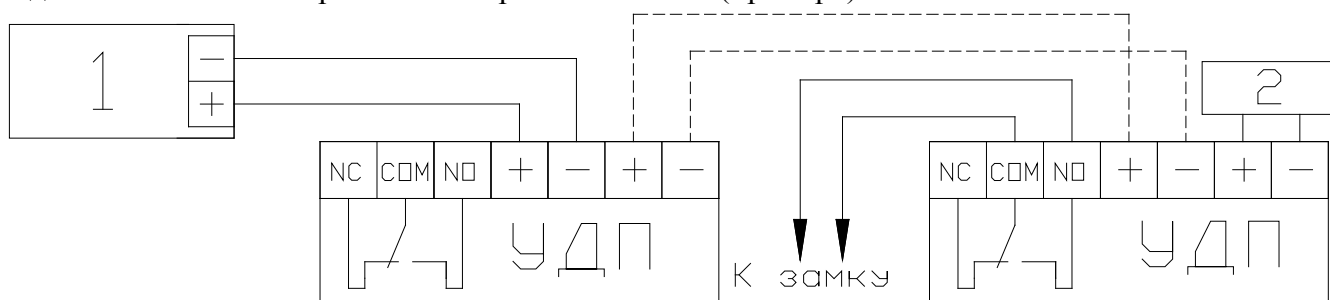 1 −
+
2
NC COM NO + − + −
NC COM NO + − + −
УДП
УДП
К замку